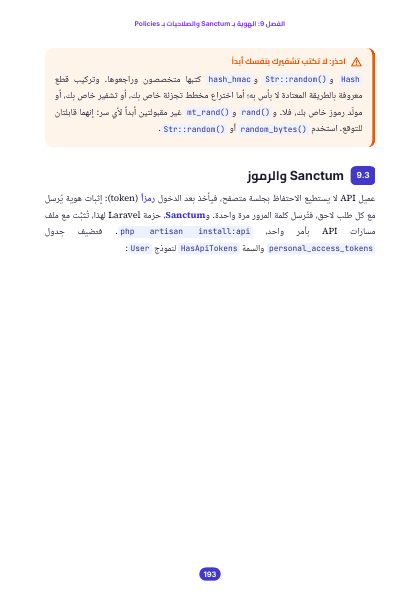 الفصل 9: الهوية بـ Sanctum والصلاحيات بـ Policies
احذر: لا تكتب تشفيرك بنفسك أبداً
Hash و Str::random() و hash_hmac كتبها متخصصون وراجعوها. وتركيب قطع
معروفة بالطريقة المعتادة لا بأس به؛ أما اختراع مخطط تجزئة خاص بك، أو تشفير خاص بك، أو
مولّد رموز خاص بك، فلا. و rand() و mt_rand() غير مقبولتين أبداً لأي سر: إنهما قابلتان
للتوقع. استخدم random_bytes() أو Str::random().
9.3 Sanctum والرموز
عميل API لا يستطيع الاحتفاظ بجلسة متصفح، فيأخذ بعد الدخول رمزاً (token): إثبات هوية يُرسل
مع كل طلب لاحق، فتُرسل كلمة المرور مرة واحدة. وSanctum، حزمة Laravel لهذا، تُثبَّت مع ملف
مسارات API بأمر واحد، php artisan install:api. فتضيف جدول
personal_access_tokens والسمة HasApiTokens لنموذج User:
193